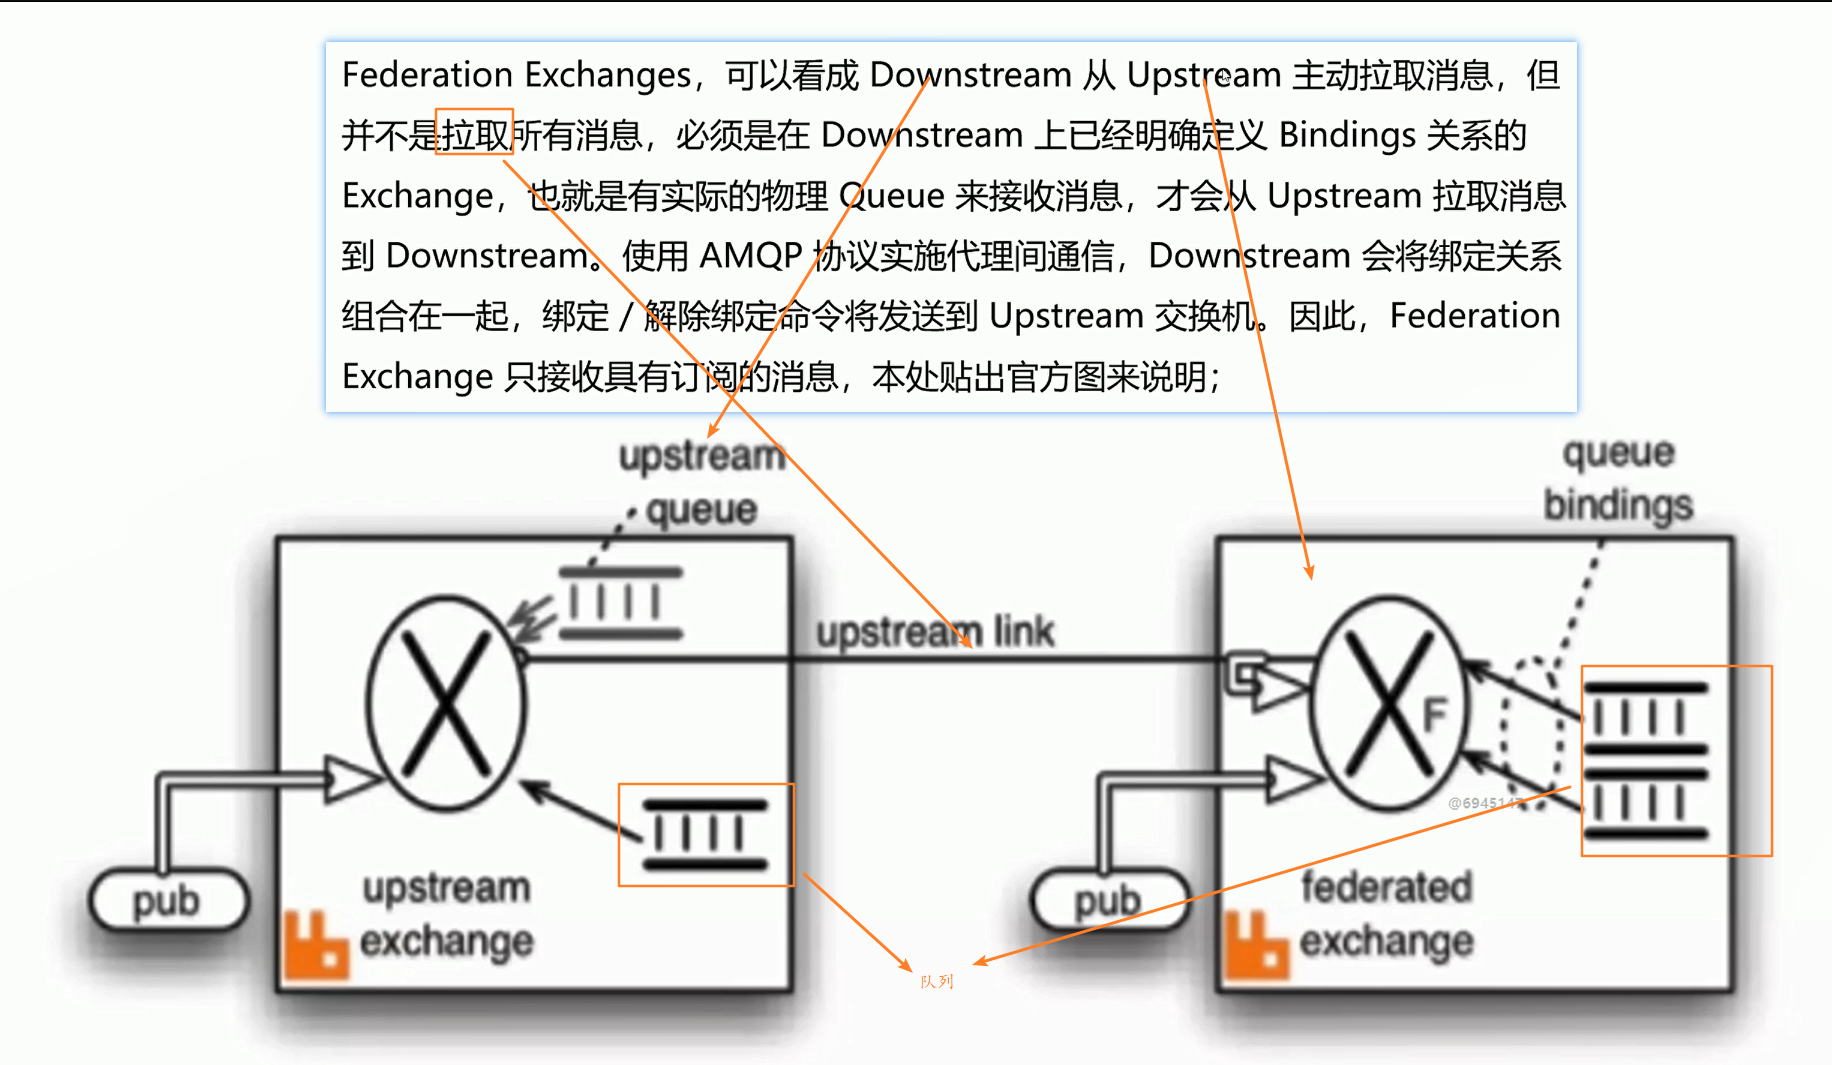 Federation Exchanges，可以看成 Downstream 从 Upstream 主动拉取消息，但
并不是拉取所有消息，必须是在 Downstream 上已经明确定义 Bindings 关系的
Exchange，也就是有实际的物理 Queue 来接收消息，才会从 Upstream 拉取消息
到 Downstream。使用 AMQP 协议实施代理间通信，Downstream 会将绑定关系
组合在一起，绑定 / 解除绑定命令将发送到 Upstream 交换机。因此，Federation
Exchange 只接收具有订阅的消息，本处贴出官方图来说明；
upstream
queue
queue
bindings
upstream link
F
pub
upstream
exchange
pub
federated
exchange
队列